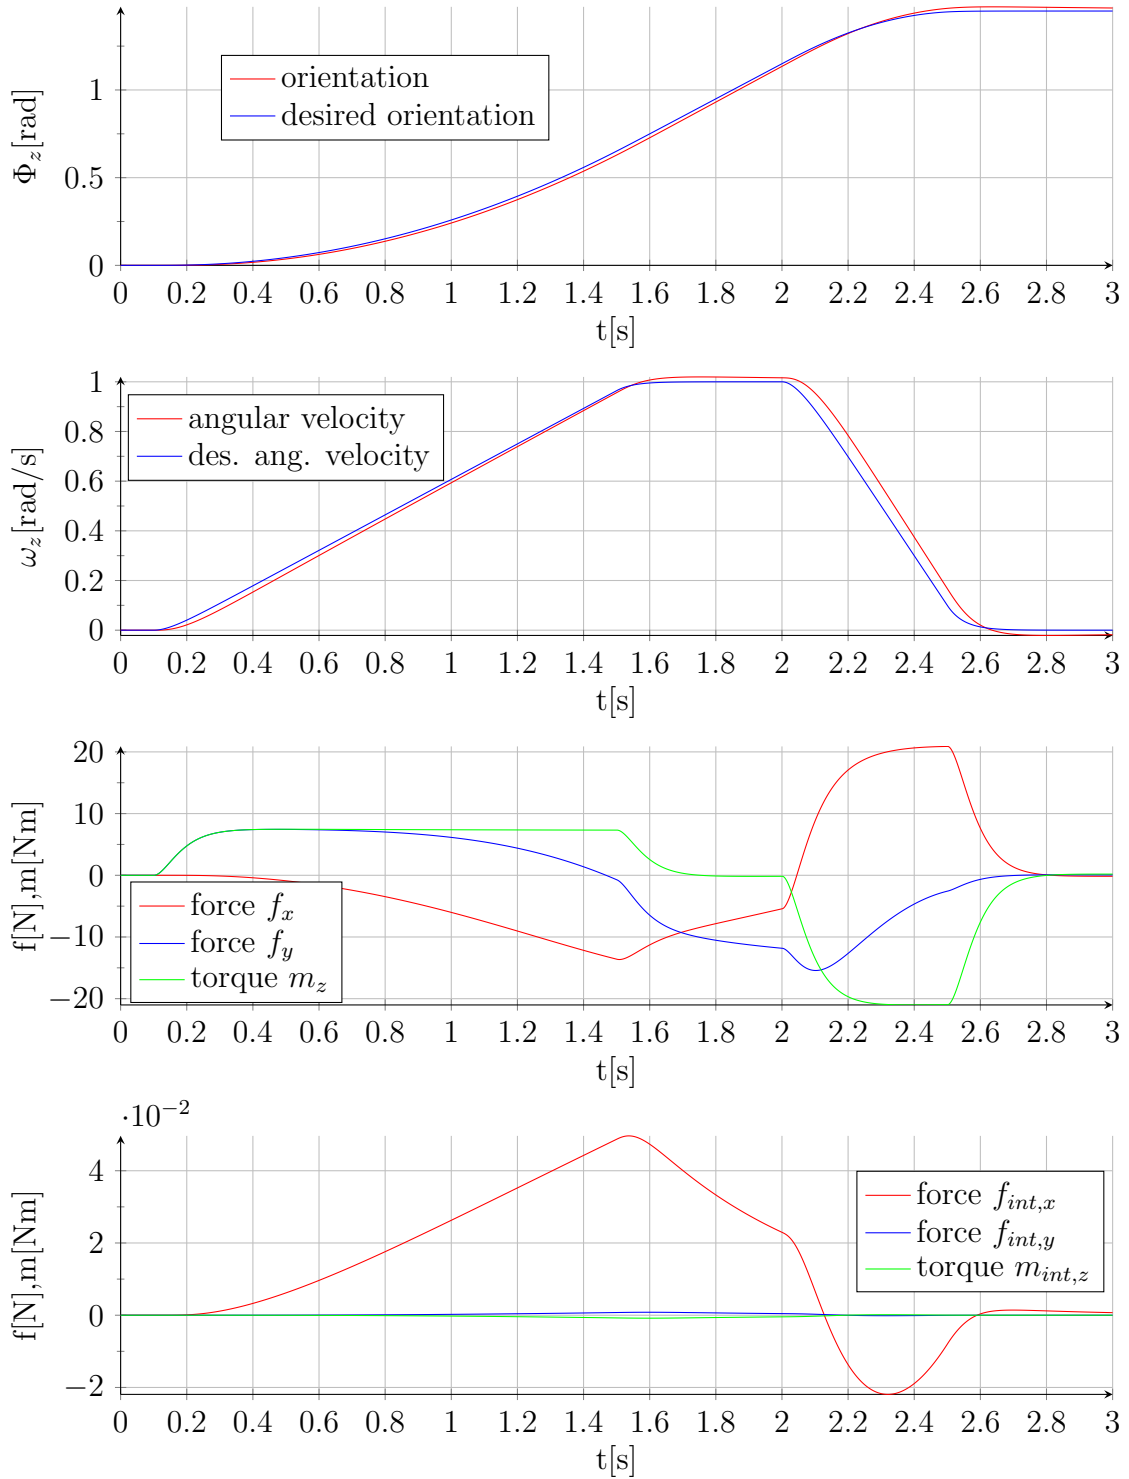 Φz[rad]
1
0.5
0
orientation
desired orientation
0 0.2 0.4 0.6 0.8 1 1.2 1.4 1.6 1.8 2 2.2 2.4 2.6 2.8 3
t[s]
ωz[rad/s]
1
0.8
0.6
0.4
0.2
0
angular velocity
des. ang. velocity
0 0.2 0.4 0.6 0.8 1 1.2 1.4 1.6 1.8 2 2.2 2.4 2.6 2.8 3
t[s]
f[N],m[Nm]
20
10
0
−10
−20
force fx
force fy
torque mz
0 0.2 0.4 0.6 0.8 1 1.2 1.4 1.6 1.8 2 2.2 2.4 2.6 2.8 3
t[s]
·10−2
f[N],m[Nm]
4
2
0
−2
force fint,x
force fint,y
torque mint,z
0 0.2 0.4 0.6 0.8 1 1.2 1.4 1.6 1.8 2 2.2 2.4 2.6 2.8 3
t[s]